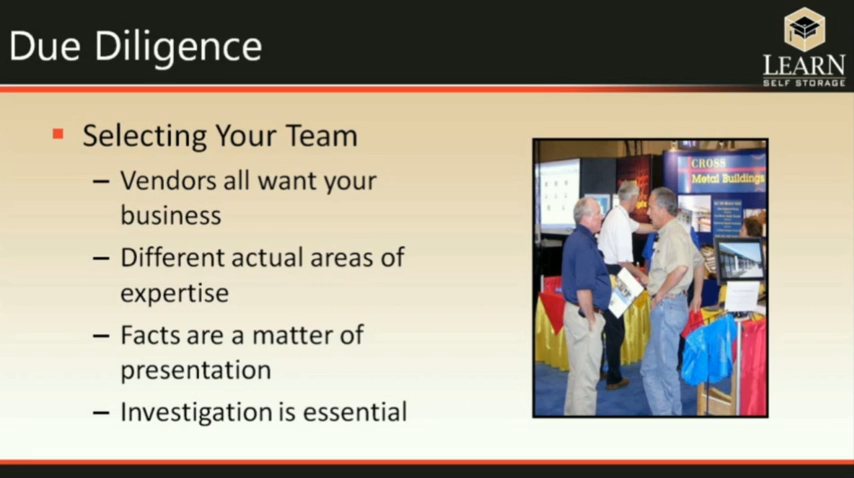 Due Diligence
LEARN
SELF STORAGE
Selecting Your Team
– Vendors all want your
business
– Different actual areas of
expertise
– Facts are a matter of
presentation
– Investigation is essential
CROSS
Metal Buildings